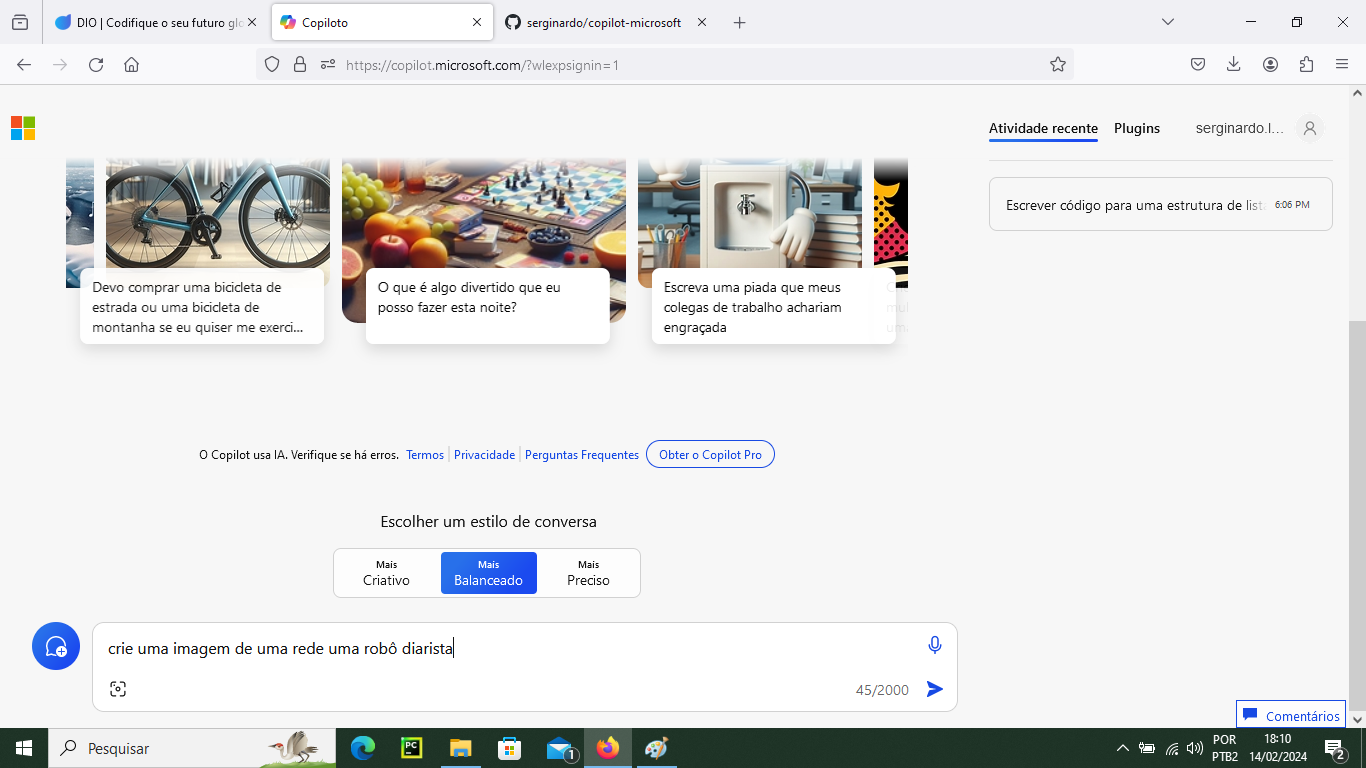 DIO | Codifique o seu futuro glo
Copiloto
serginardo/copilot-microsoft
https://copilot.microsoft.com/?wlexpsignin=1
Atividade recente
Plugins
serginardo.l...
Escrever código para uma estrutura de lista
6:06 PM
Devo comprar uma bicicleta de
estrada ou uma bicicleta de
montanha se eu quiser me exerci...
O que é algo divertido que eu
posso fazer esta noite?
Escreva uma piada que meus
colegas de trabalho achariam
engraçada
O Copilot usa IA. Verifique se há erros.
Termos
Privacidade
Perguntas Frequentes
Obter o Copilot Pro
Escolher um estilo de conversa
Mais
Criativo
Mais
Balanceado
Mais
Preciso
crie uma imagem de uma rede uma robô diarista
45/2000
Comentários
Pesquisar
PC
1
POR
PTB2
18:10
14/02/2024
2